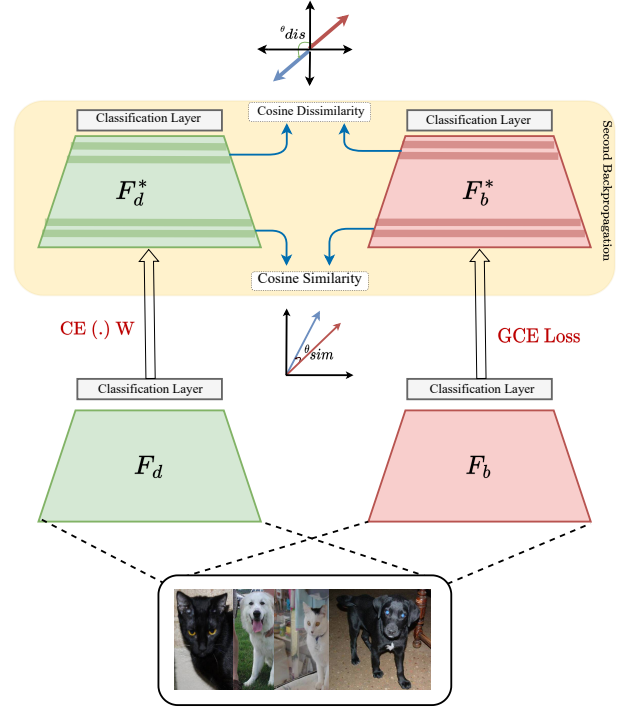 θdis
Classification Layer
Cosine Dissimilarity
Classification Layer
F*d
F*b
Second Backpropagation
Cosine Similarity
CE (.) W
GCE Loss
θsim
Classification Layer
Classification Layer
Fd
Fb